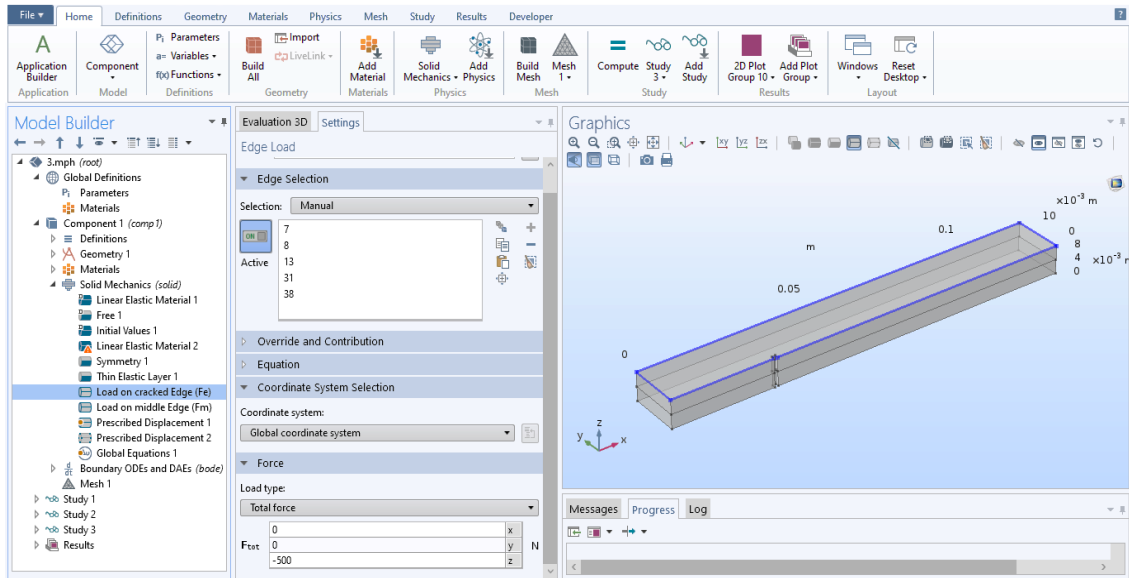 File Home Definitions Geometry Materials Physics Mesh Study Results Developer ?
Application Builder
Component
Pi Parameters
a= Variables
f(x) Functions
Build All
Import
LiveLink
Add Material
Solid Mechanics
Add Physics
Build Mesh
Mesh 1
Compute
Study 3
Add Study
2D Plot Group 10
Add Plot Group
Windows
Reset Desktop
Application Model Definitions Geometry Materials Physics Mesh Study Results Layout
Model Builder
3.mph (root)
Global Definitions
Pi Parameters
Materials
Component 1 (comp1)
Definitions
Geometry 1
Materials
Solid Mechanics (solid)
Linear Elastic Material 1
Free 1
Initial Values 1
Linear Elastic Material 2
Symmetry 1
Thin Elastic Layer 1
Load on cracked Edge (Fe)
Load on middle Edge (Fm)
Prescribed Displacement 1
Prescribed Displacement 2
Global Equations 1
Boundary ODEs and DAEs (bode)
Mesh 1
Study 1
Study 2
Study 3
Results
Evaluation 3D Settings
Edge Load
Edge Selection
Selection: Manual
ON
Active
7
8
13
31
38
Override and Contribution
Equation
Coordinate System Selection
Coordinate system:
Global coordinate system
Force
Load type:
Total force
Ftot
0 x
0 y N
-500 z
Graphics
xy yz zx
×10-3 m
10
0.1 0
8
m 4 ×10-3 m
0
0.05
0
z
y x
Messages Progress Log